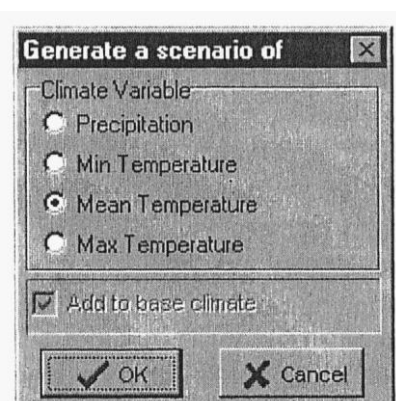 Generate a scenario of
Climate Variable
Precipitation
Min Temperature
Mean Temperature
Max Temperature
Add to base climate
OK
Cancel